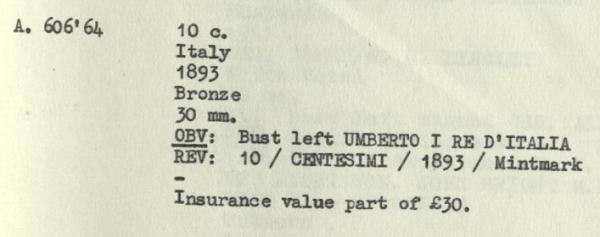 A. 606'64
10 c.
Italy
1893
Bronze
30 mm.
OBV: Bust left UMBERTO I RE D'ITALIA
REV: 10 / CENTESIMI / 1893 / Mintmark
-
Insurance value part of £30.